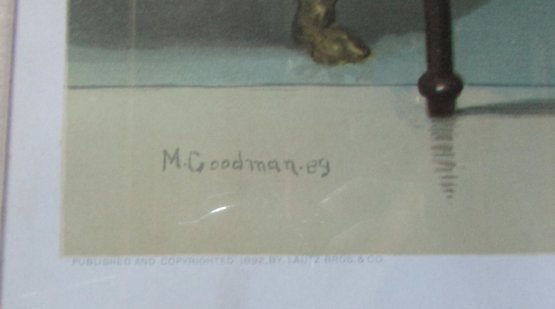 M. Goodman. 89
PUBLISHED AND COPYRIGHTED 1892, BY LAUTZ BROS. & CO.